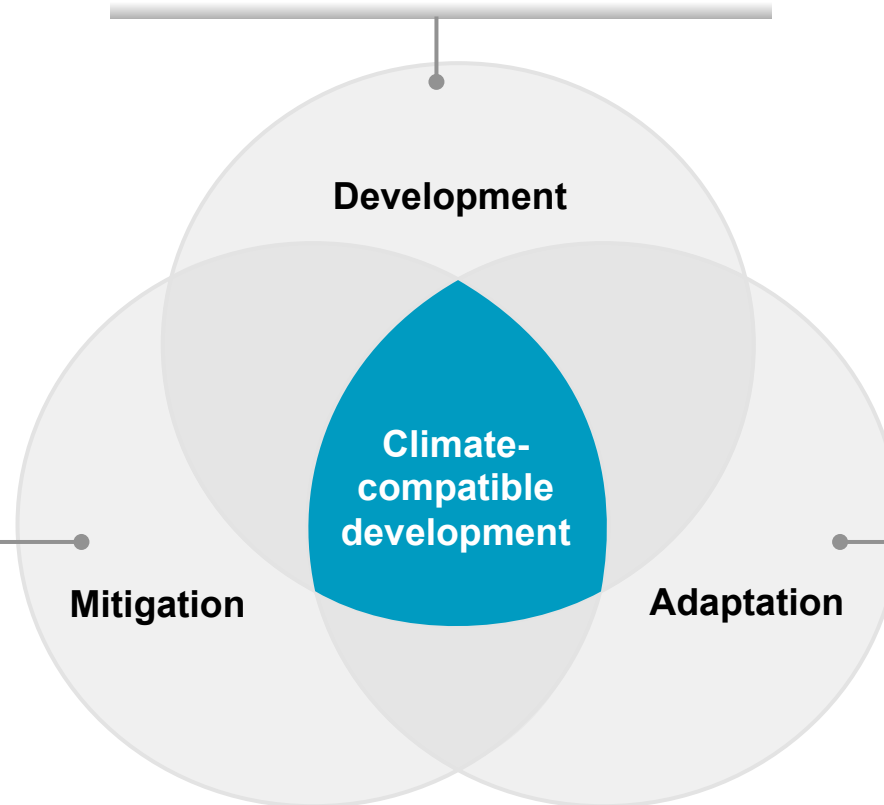 Development
Climate-
compatible
development
Mitigation
Adaptation